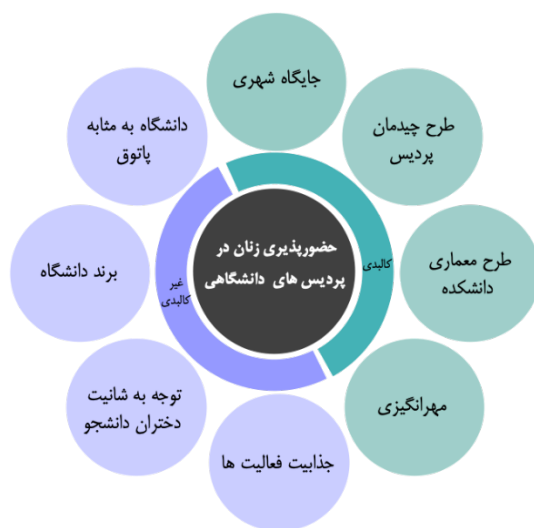 جایگاه شهری
طرح چیدمان
پردیس
طرح معماری
دانشکده
مهرانگیزی
جذابیت فعالیت ها
توجه به شانیت
دختران دانشجو
برند دانشگاه
دانشگاه به مثابه
پاتوق
کالبدی
غیر
کالبدی
حضورپذیری زنان در
پردیس های دانشگاهی